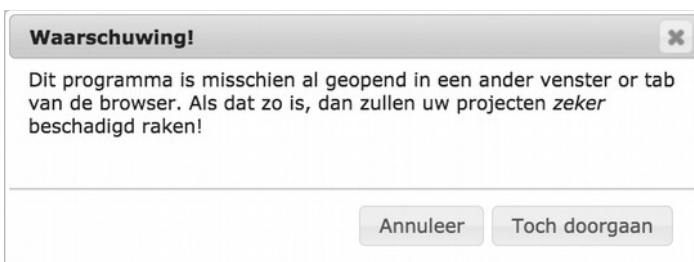 Waarschuwing!
Dit programma is misschien al geopend in een ander venster or tab
van de browser. Als dat zo is, dan zullen uw projecten zeker
beschadigd raken!
Annuleer Toch doorgaan